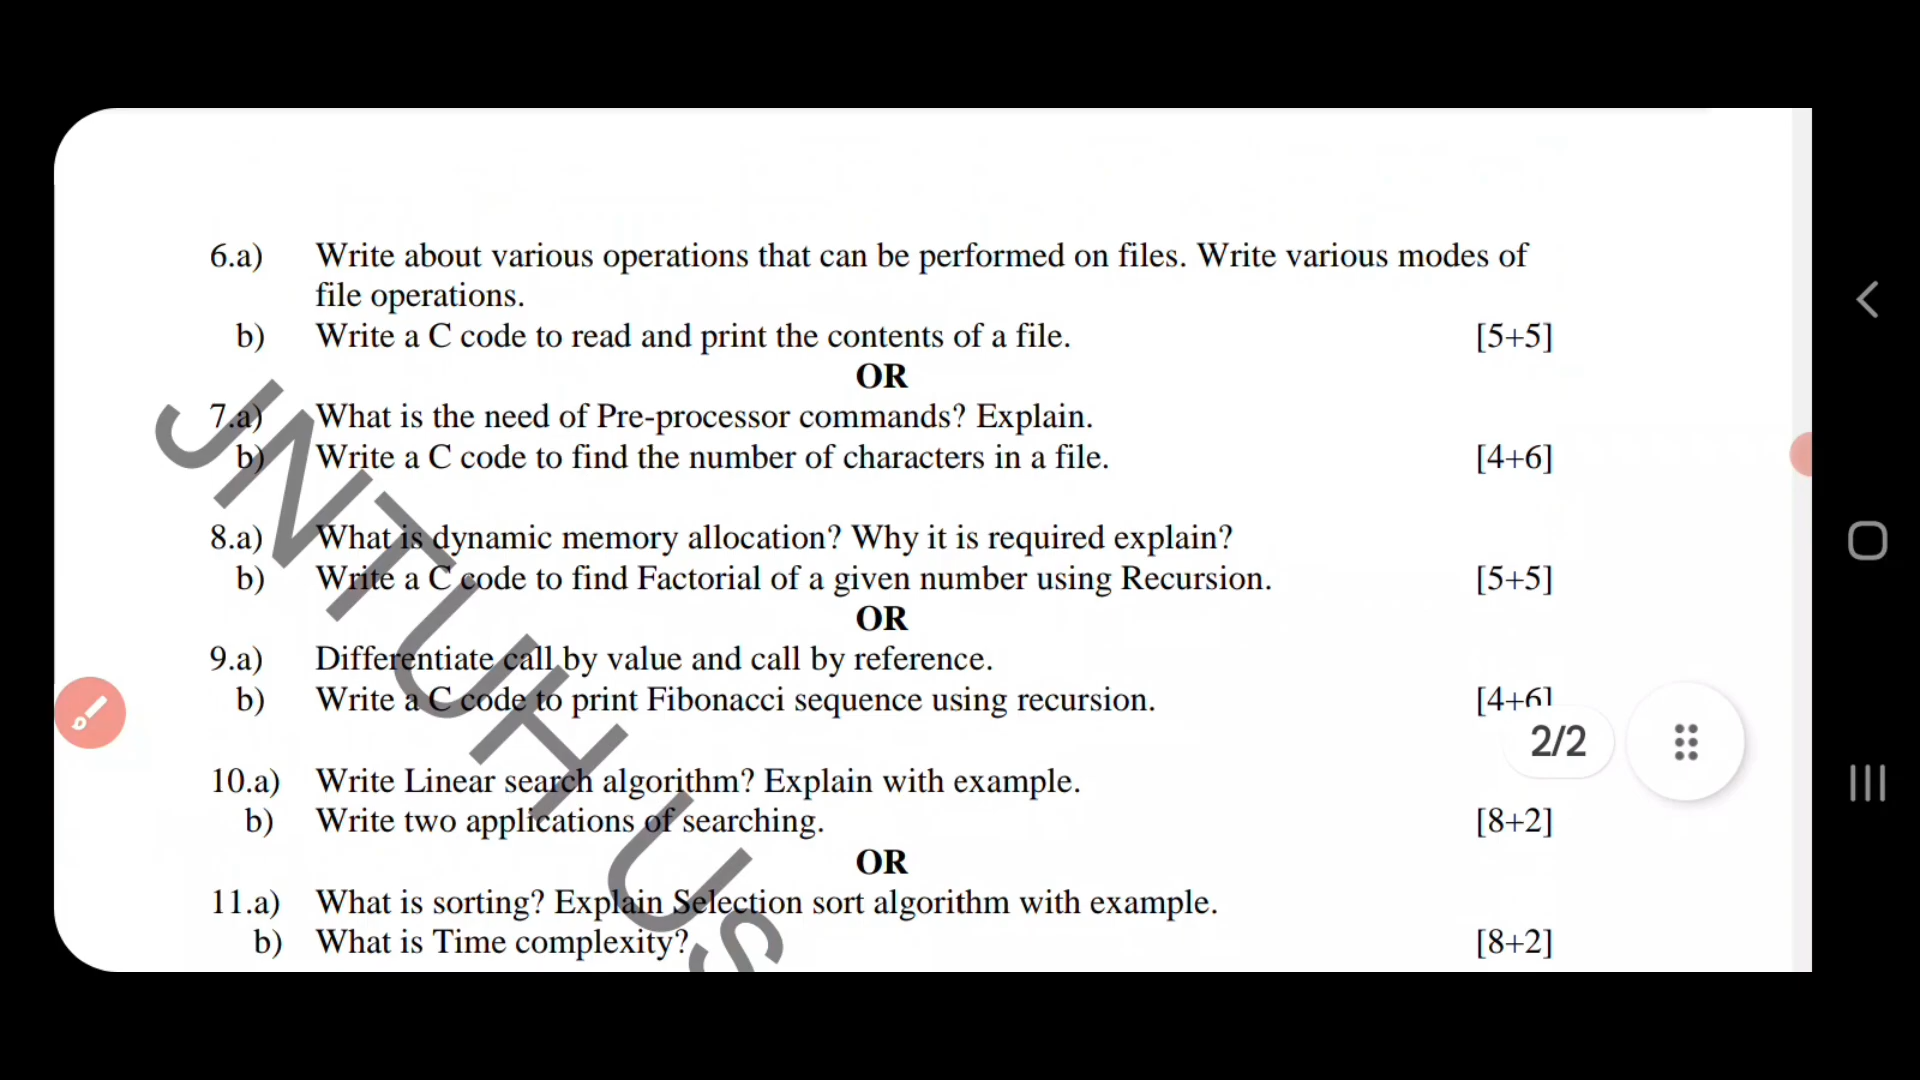 6.a) Write about various operations that can be performed on files. Write various modes of
file operations.
b) Write a C code to read and print the contents of a file. [5+5]
OR
7.a) What is the need of Pre-processor commands? Explain.
b) Write a C code to find the number of characters in a file. [4+6]
8.a) What is dynamic memory allocation? Why it is required explain?
b) Write a C code to find Factorial of a given number using Recursion. [5+5]
OR
9.a) Differentiate call by value and call by reference.
b) Write a C code to print Fibonacci sequence using recursion. [4+6]
2/2
10.a) Write Linear search algorithm? Explain with example.
b) Write two applications of searching. [8+2]
OR
11.a) What is sorting? Explain Selection sort algorithm with example.
b) What is Time complexity? [8+2]
JNTUH Us